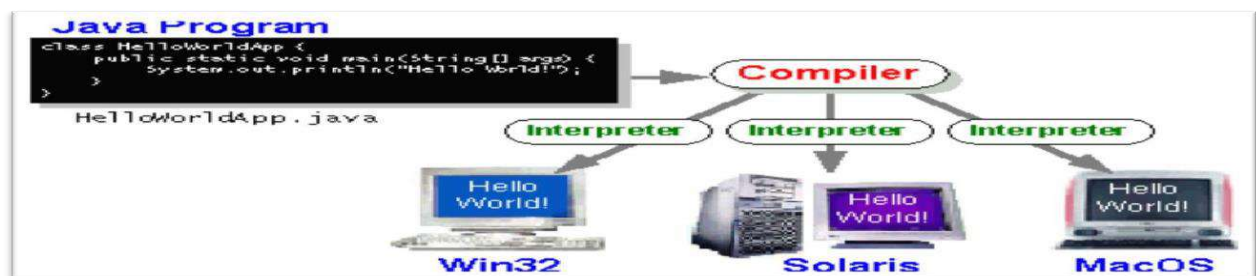 Java Program
class HelloWorldApp {
public static void main(String[] args) {
System.out.println("Hello World!");
}
}
HelloWorldApp.java
Compiler
Interpreter Interpreter Interpreter
Hello
World!
Hello
World!
Hello
World!
Win32 Solaris MacOS